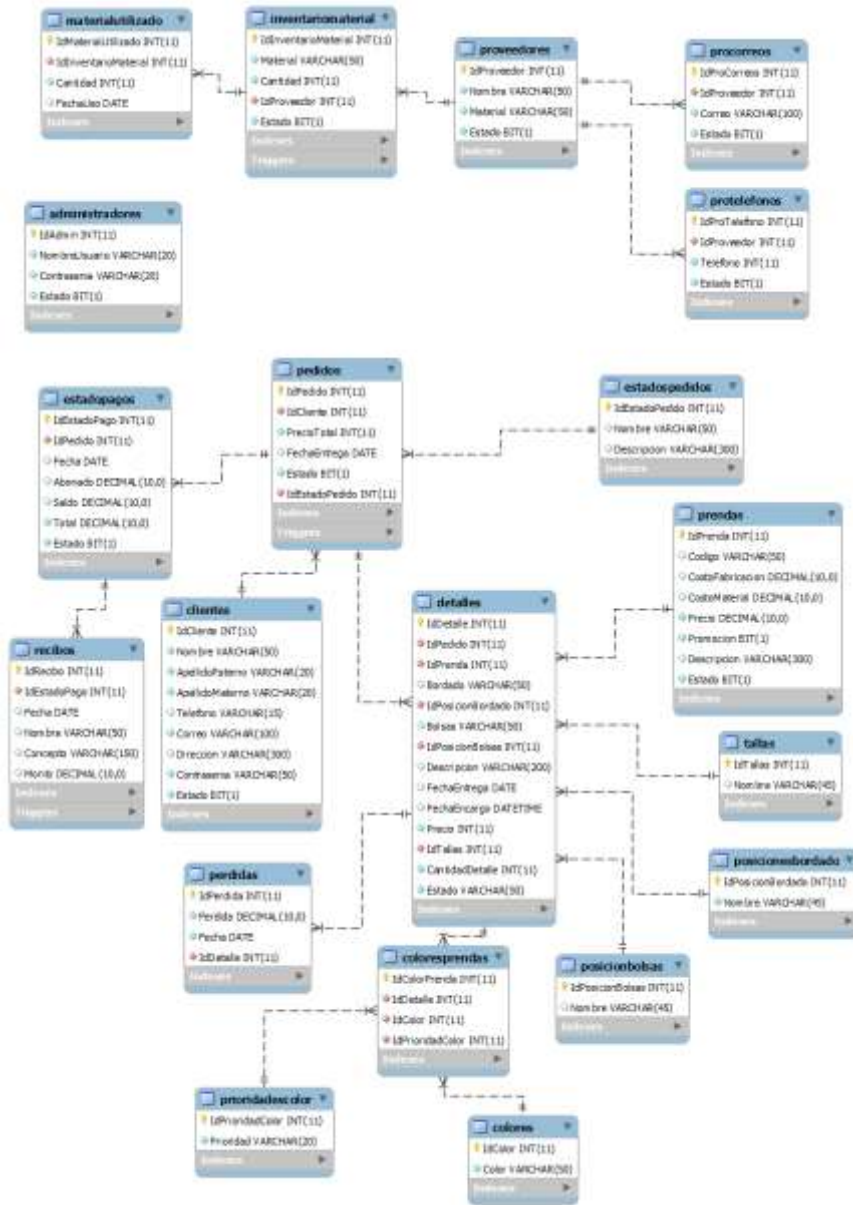 materialutilizado
IdMaterialUtilizado INT(11)
IdInventarioMaterial INT(11)
Cantidad INT(11)
FechaUso DATE
Indexes
inventariomaterial
IdInventarioMaterial INT(11)
Material VARCHAR(50)
Cantidad INT(11)
IdProveedor INT(11)
Estado BIT(1)
Indexes
Triggers
proveedores
IdProveedor INT(11)
Nombre VARCHAR(50)
Material VARCHAR(50)
Estado BIT(1)
Indexes
procorreos
IdProCorreos INT(11)
IdProveedor INT(11)
Correo VARCHAR(100)
Estado BIT(1)
Indexes
protelefonos
IdProTelefono INT(11)
IdProveedor INT(11)
Telefono INT(11)
Estado BIT(1)
Indexes
administradores
IdAdmin INT(11)
NombreUsuario VARCHAR(20)
Contrasenia VARCHAR(20)
Estado BIT(1)
Indexes
estadopagos
IdEstadoPago INT(11)
IdPedido INT(11)
Fecha DATE
Abonado DECIMAL(10,0)
Saldo DECIMAL(10,0)
Total DECIMAL(10,0)
Estado BIT(1)
Indexes
pedidos
IdPedido INT(11)
IdCliente INT(11)
PrecioTotal INT(11)
FechaEntrega DATE
Estado BIT(1)
IdEstadoPedido INT(11)
Indexes
Triggers
estadospedidos
IdEstadoPedido INT(11)
Nombre VARCHAR(50)
Descripcion VARCHAR(300)
Indexes
prendas
IdPrenda INT(11)
Codigo VARCHAR(50)
CostoFabricacion DECIMAL(10,0)
CostoMaterial DECIMAL(10,0)
Precio DECIMAL(10,0)
Promocion BIT(1)
Descripcion VARCHAR(300)
Estado BIT(1)
Indexes
recibos
IdRecibo INT(11)
IdEstadoPago INT(11)
Fecha DATE
Nombre VARCHAR(50)
Concepto VARCHAR(150)
Monto DECIMAL(10,0)
Indexes
Triggers
clientes
IdCliente INT(11)
Nombre VARCHAR(50)
ApellidoPaterno VARCHAR(20)
ApellidoMaterno VARCHAR(20)
Telefono VARCHAR(15)
Correo VARCHAR(100)
Direccion VARCHAR(300)
Contrasenia VARCHAR(50)
Estado BIT(1)
Indexes
detalles
IdDetalle INT(11)
IdPedido INT(11)
IdPrenda INT(11)
Bordado VARCHAR(50)
IdPosicionBordado INT(11)
Bolsas VARCHAR(50)
IdPosicionBolsas INT(11)
Descripcion VARCHAR(200)
FechaEntrega DATE
FechaEncargo DATETIME
Precio INT(11)
IdTallas INT(11)
CantidadDetalle INT(11)
Estado VARCHAR(50)
Indexes
tallas
IdTallas INT(11)
Nombre VARCHAR(45)
Indexes
posicionesbordado
IdPosicionBordado INT(11)
Nombre VARCHAR(45)
Indexes
perdidas
IdPerdida INT(11)
Perdida DECIMAL(10,0)
Fecha DATE
IdDetalle INT(11)
Indexes
coloresprendas
IdColorPrenda INT(11)
IdDetalle INT(11)
IdColor INT(11)
IdPrioridadColor INT(11)
Indexes
posicionbolsas
IdPosicionBolsas INT(11)
Nombre VARCHAR(45)
Indexes
prioridadescolor
IdPrioridadColor INT(11)
Prioridad VARCHAR(20)
Indexes
colores
IdColor INT(11)
Color VARCHAR(50)
Indexes